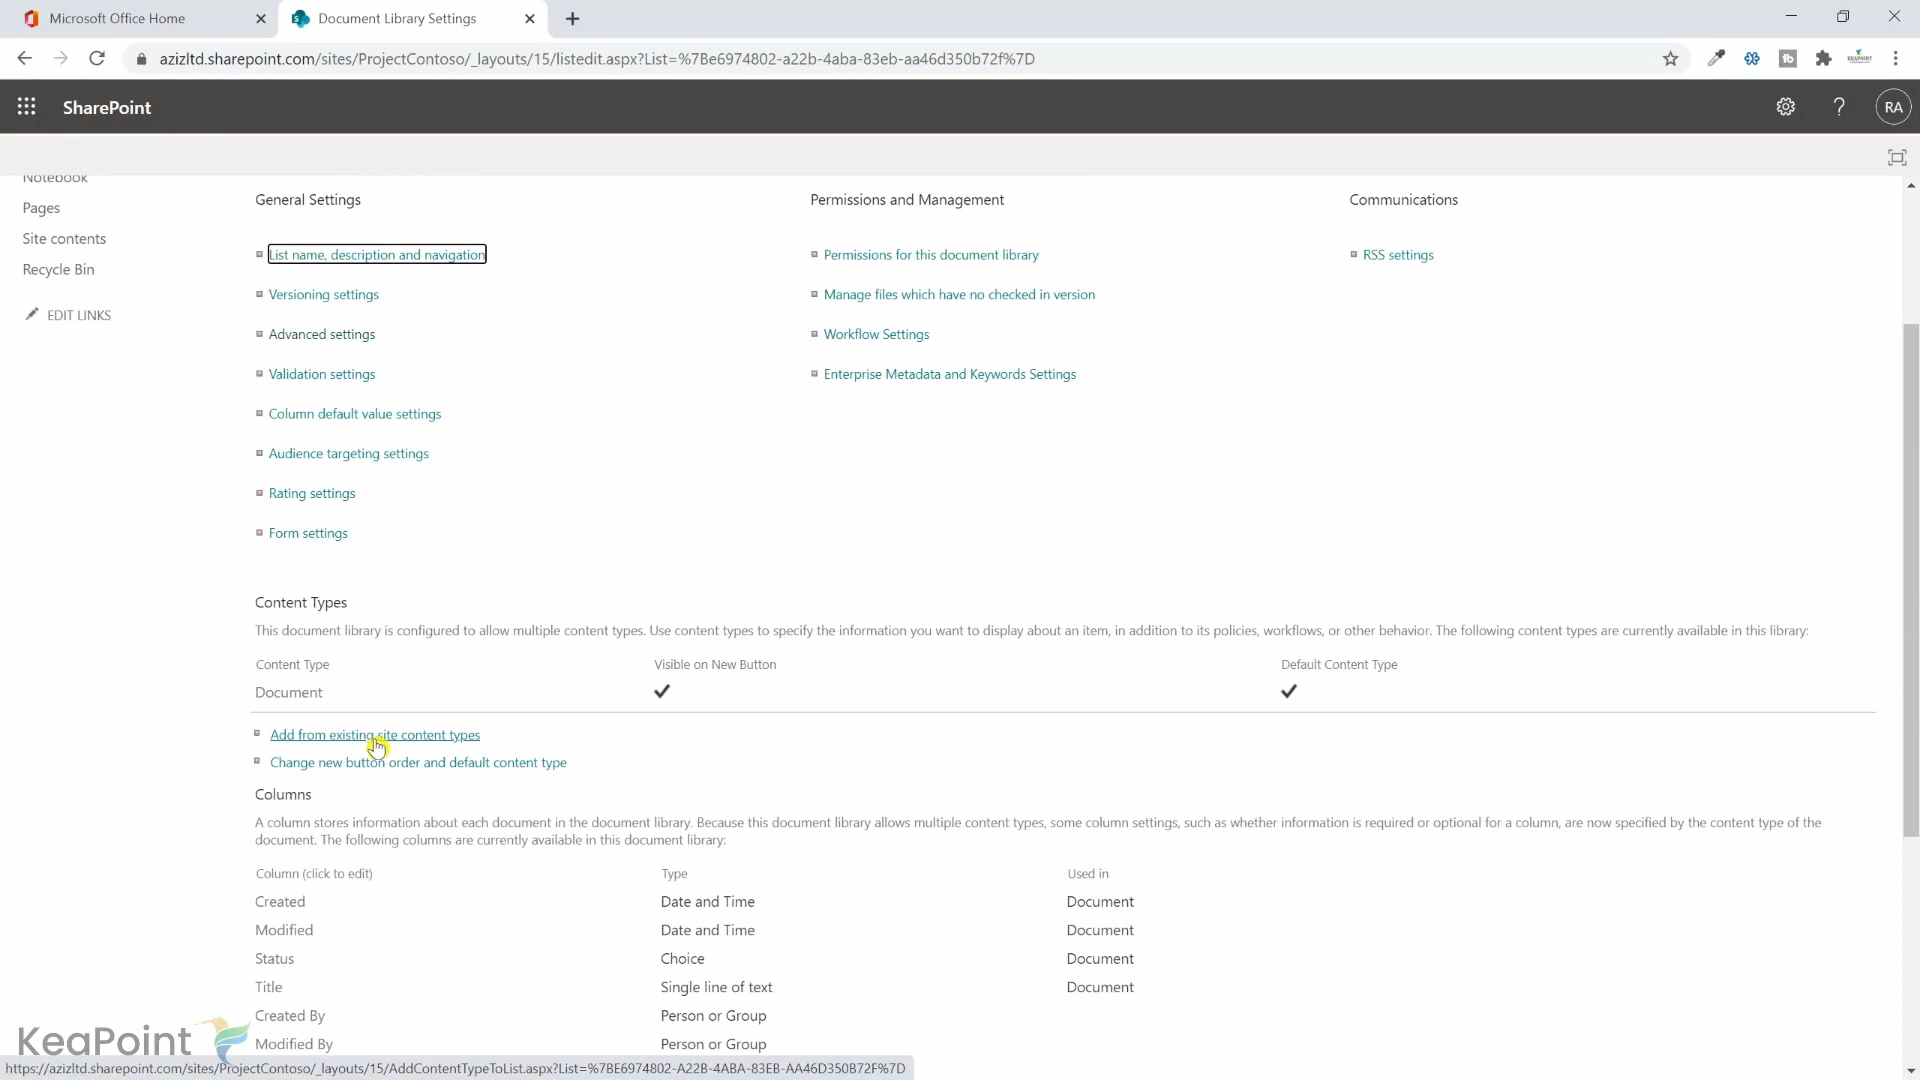 Microsoft Office Home
Document Library Settings
azizltd.sharepoint.com/sites/ProjectContoso/_layouts/15/listedit.aspx?List=%7Be6974802-a22b-4aba-83eb-aa46d350b72f%7D
SharePoint
RA
Notebook
Pages
Site contents
Recycle Bin
EDIT LINKS
General Settings
List name, description and navigation
Versioning settings
Advanced settings
Validation settings
Column default value settings
Audience targeting settings
Rating settings
Form settings
Permissions and Management
Permissions for this document library
Manage files which have no checked in version
Workflow Settings
Enterprise Metadata and Keywords Settings
Communications
RSS settings
Content Types
This document library is configured to allow multiple content types. Use content types to specify the information you want to display about an item, in addition to its policies, workflows, or other behavior. The following content types are currently available in this library:
Content Type Visible on New Button Default Content Type
Document
Add from existing site content types
Change new button order and default content type
Columns
A column stores information about each document in the document library. Because this document library allows multiple content types, some column settings, such as whether information is required or optional for a column, are now specified by the content type of the
document. The following columns are currently available in this document library:
Column (click to edit) Type Used in
Created Date and Time Document
Modified Date and Time Document
Status Choice Document
Title Single line of text Document
Created By Person or Group
Modified By Person or Group
KeaPoint
https://azizltd.sharepoint.com/sites/ProjectContoso/_layouts/15/AddContentTypeToList.aspx?List=%7BE6974802-A22B-4ABA-83EB-AA46D350B72F%7D